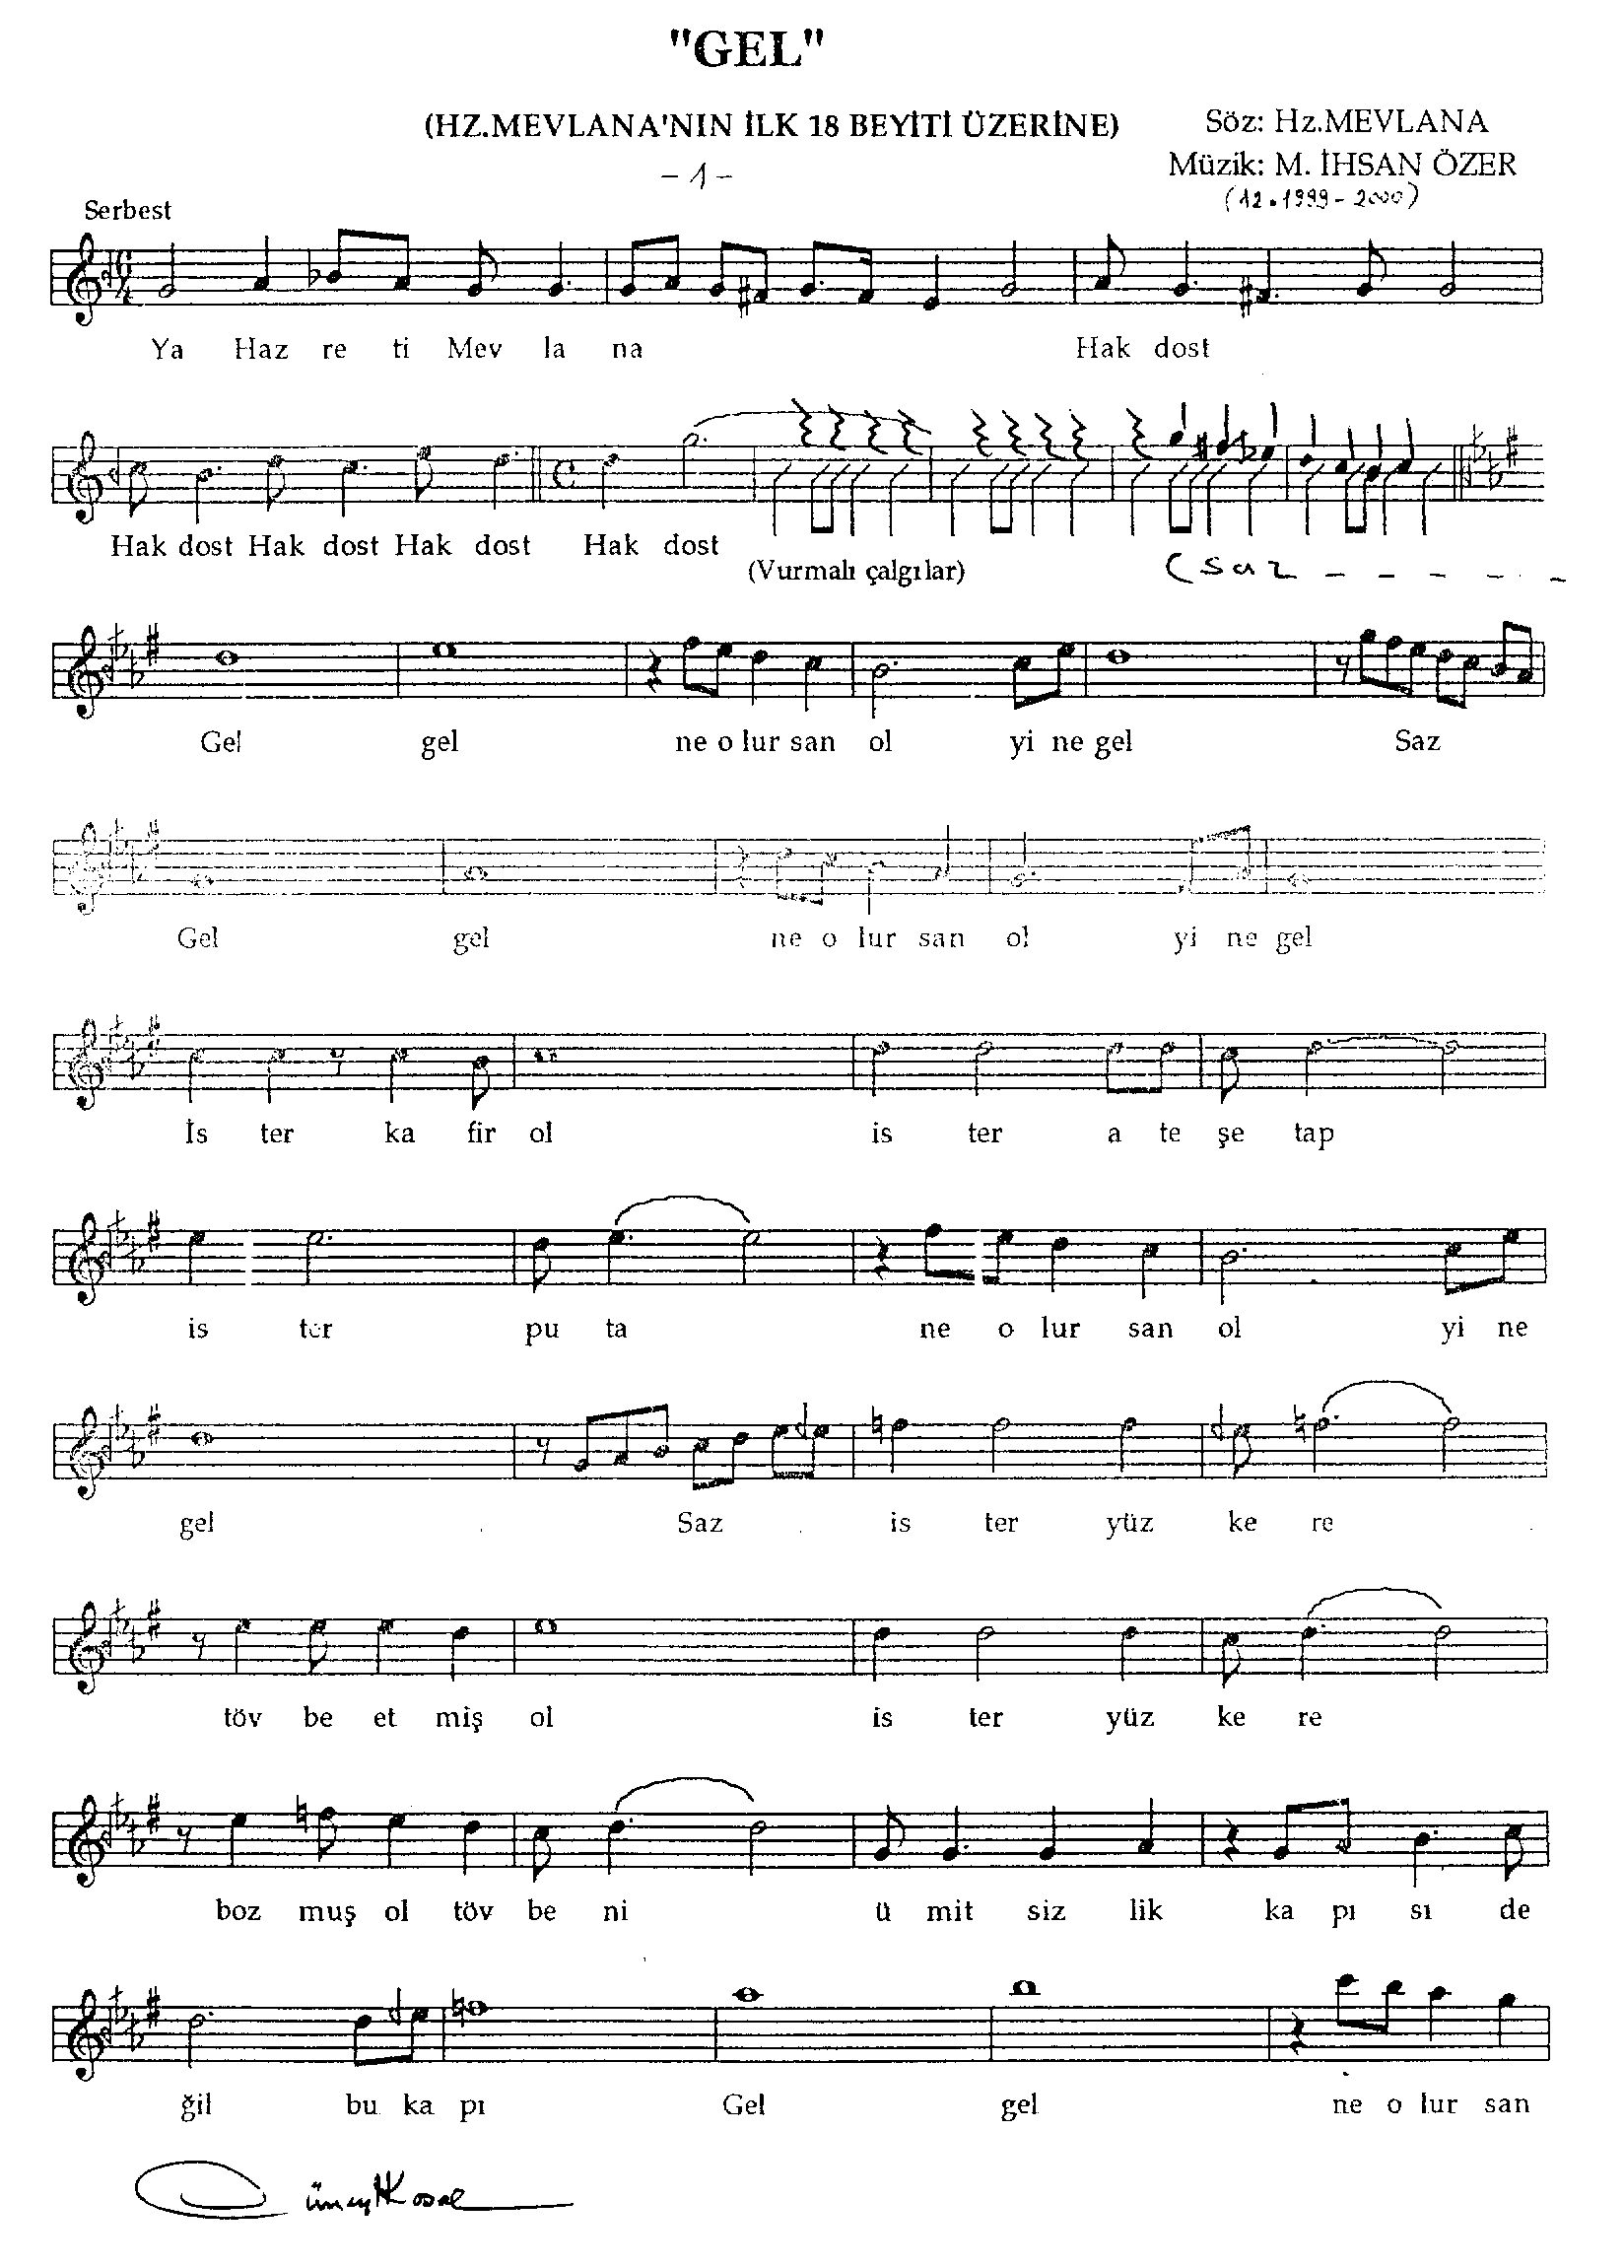 "GEL"
(HZ.MEVLANA'NIN İLK 18 BEYİTİ ÜZERİNE)
Söz: Hz.MEVLANA
- 1 -
Müzik: M. İHSAN ÖZER
(12.1999-2000)
Serbest
Ya Haz re ti Mev la na Hak dost
Hak dost Hak dost Hak dost Hak dost
(Vurmalı çalgılar) (saz - - - - -
Gel gel ne o lur san ol yi ne gel Saz
Gel gel ne o lur san ol yi ne gel
İs ter ka fir ol is ter a te şe tap
is ter pu ta ne o lur san ol yi ne
gel Saz is ter yüz ke re
töv be et miş ol is ter yüz ke re
boz muş ol töv be ni ü mit siz lik ka pı sı de
ğil bu ka pı Gel gel ne o lur san